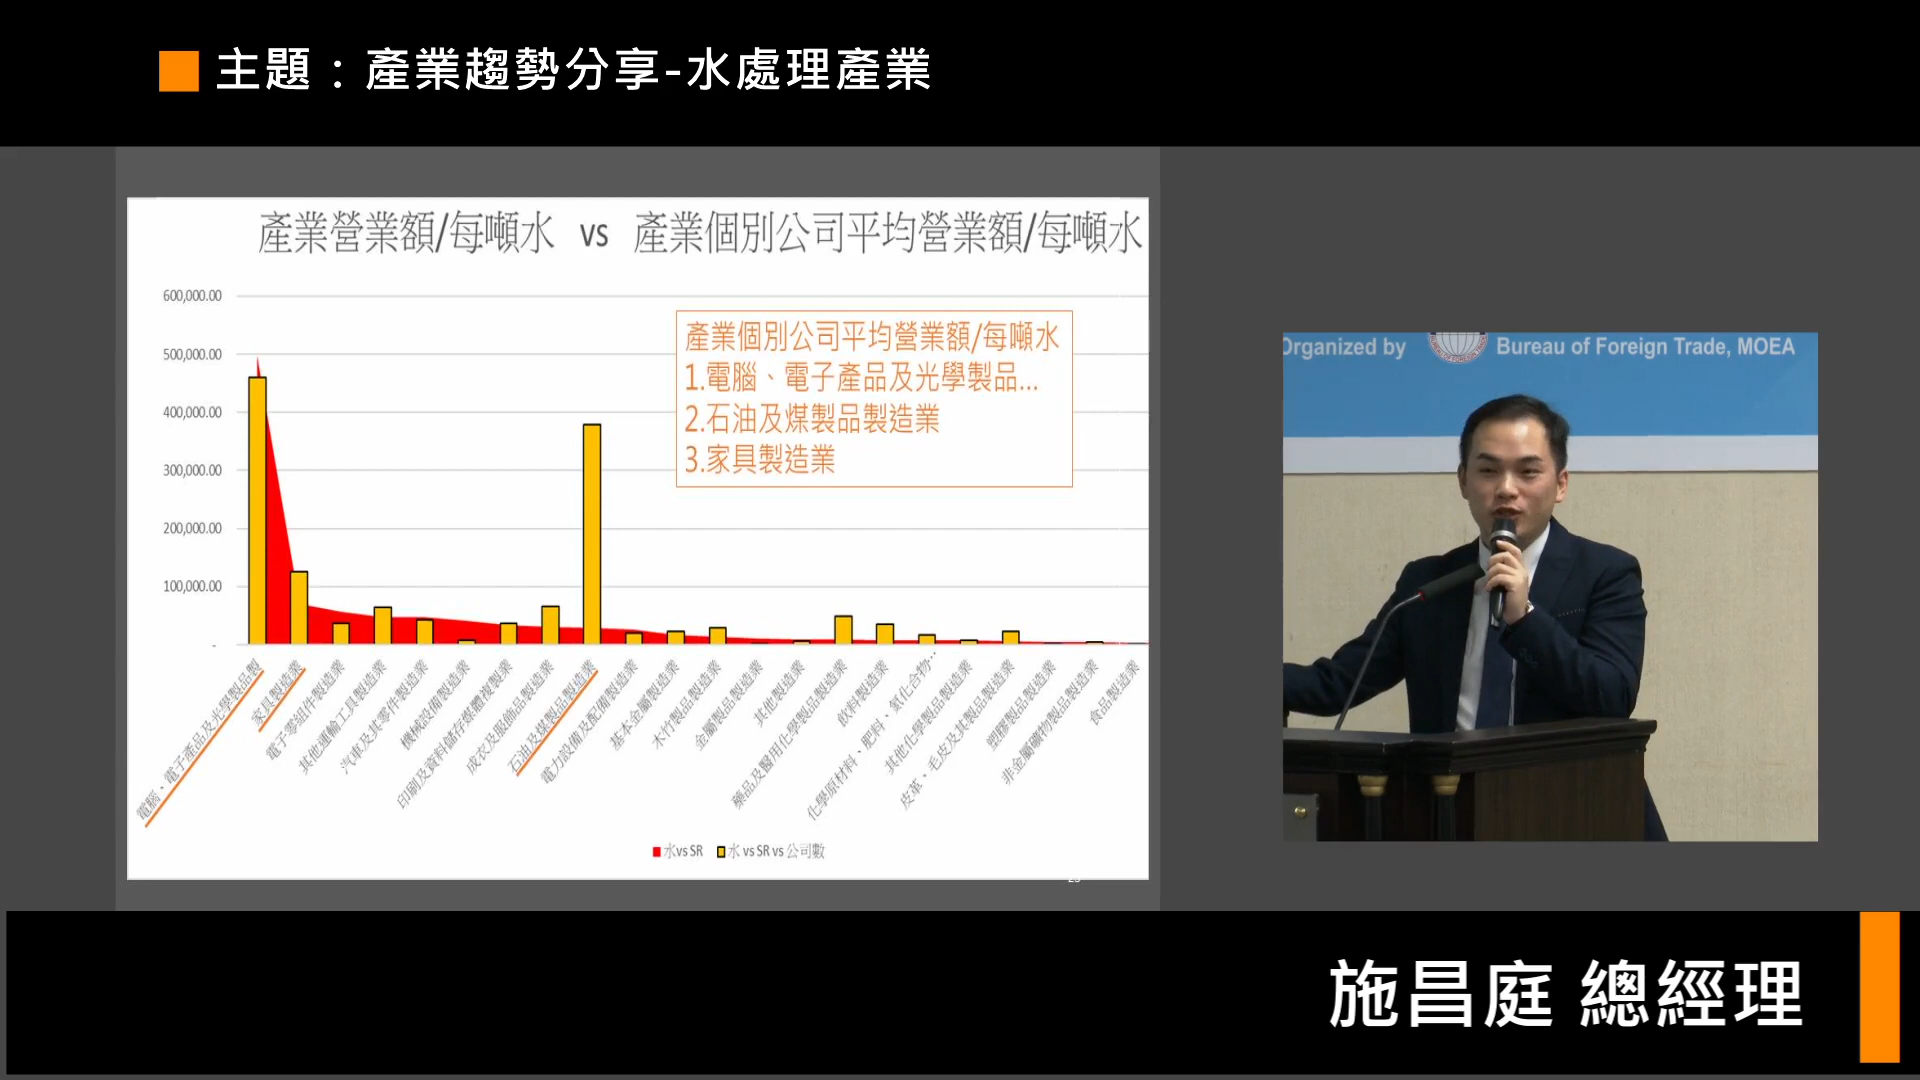 主題：產業趨勢分享-水處理產業
產業營業額/每噸水 vs 產業個別公司平均營業額/每噸水
600,000.00
500,000.00
400,000.00
300,000.00
200,000.00
100,000.00
-
產業個別公司平均營業額/每噸水
1.電腦、電子產品及光學製品...
2.石油及煤製品製造業
3.家具製造業
電腦、電子產品及光學製品製
家具製造業
電子零組件製造業
其他運輸工具製造業
汽車及其零件製造業
機械設備製造業
印刷及資料儲存媒體複製業
成衣及服飾品製造業
石油及煤製品製造業
電力設備及配備製造業
基本金屬製造業
木竹製品製造業
金屬製品製造業
其他製造業
藥品及醫用化學製品製造業
飲料製造業
化學原材料、肥料、氮化合物…
其他化學製品製造業
皮革、毛皮及其製品製造業
塑膠製品製造業
非金屬礦物製品製造業
食品製造業
水vs SR
水 vs SR vs 公司數
Organized by
Bureau of Foreign Trade, MOEA
施昌庭 總經理